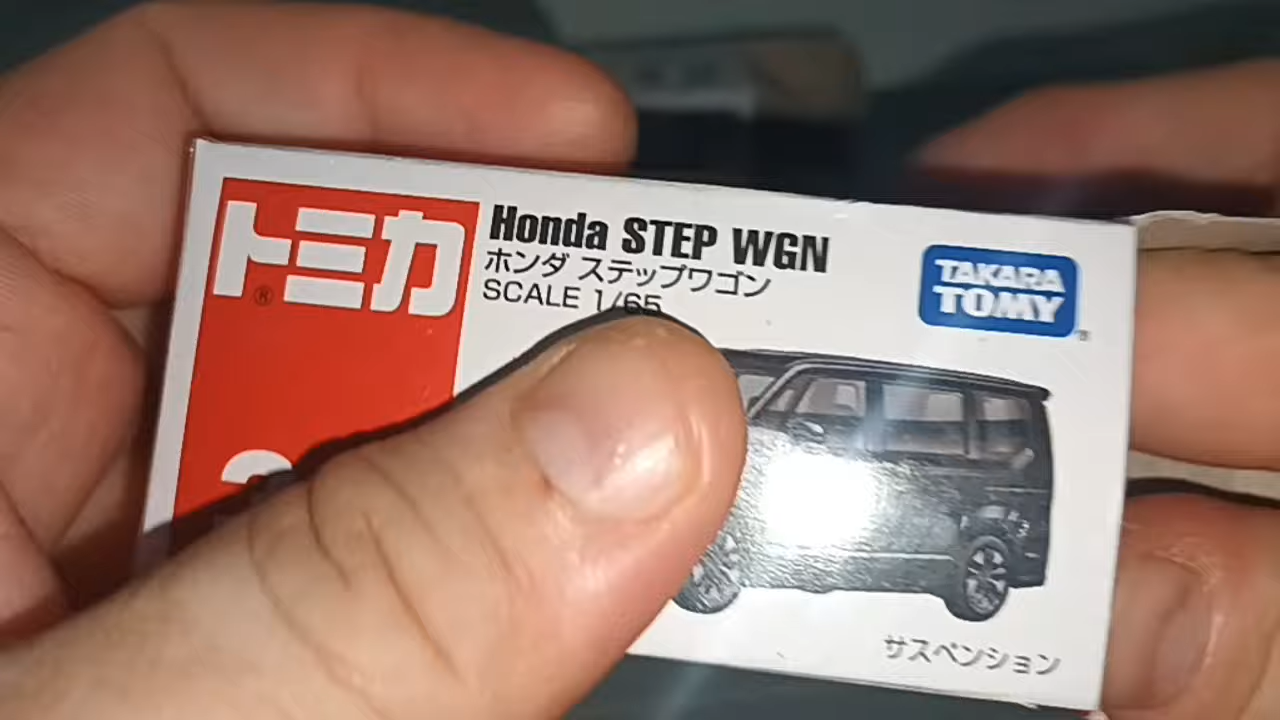 トミカ
®
Honda STEP WGN
ホンダ ステップワゴン
SCALE 1/65
TAKARA
TOMY
®
サスペンション